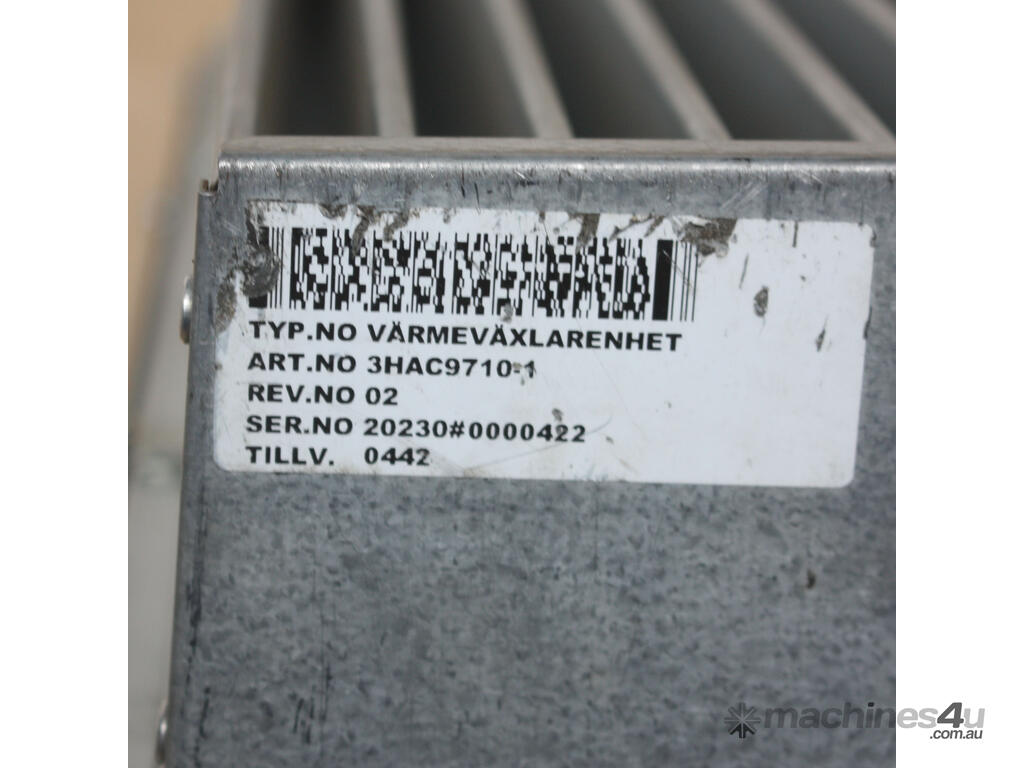 TYP.NO VÄRMEVÄXLARENHET
ART.NO 3HAC9710-1
REV.NO 02
SER.NO 20230#0000422
TILLV. 0442
machines4u
.com.au